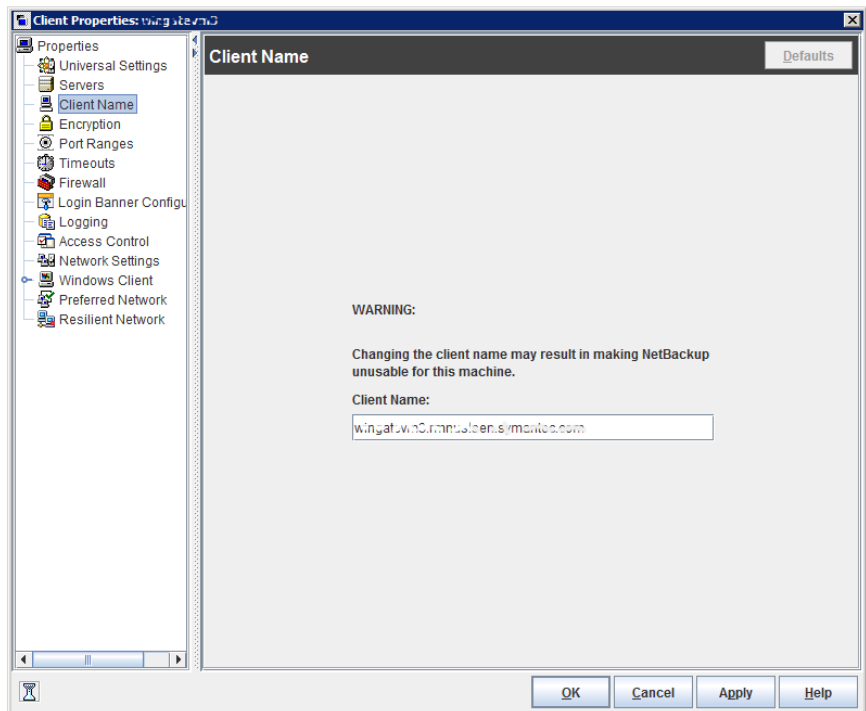 Client Properties:
Properties
Universal Settings
Servers
Client Name
Encryption
Port Ranges
Timeouts
Firewall
Login Banner Configu
Logging
Access Control
Network Settings
Windows Client
Preferred Network
Resilient Network
Client Name
Defaults
WARNING:
Changing the client name may result in making NetBackup
unusable for this machine.
Client Name:
OK
Cancel
Apply
Help